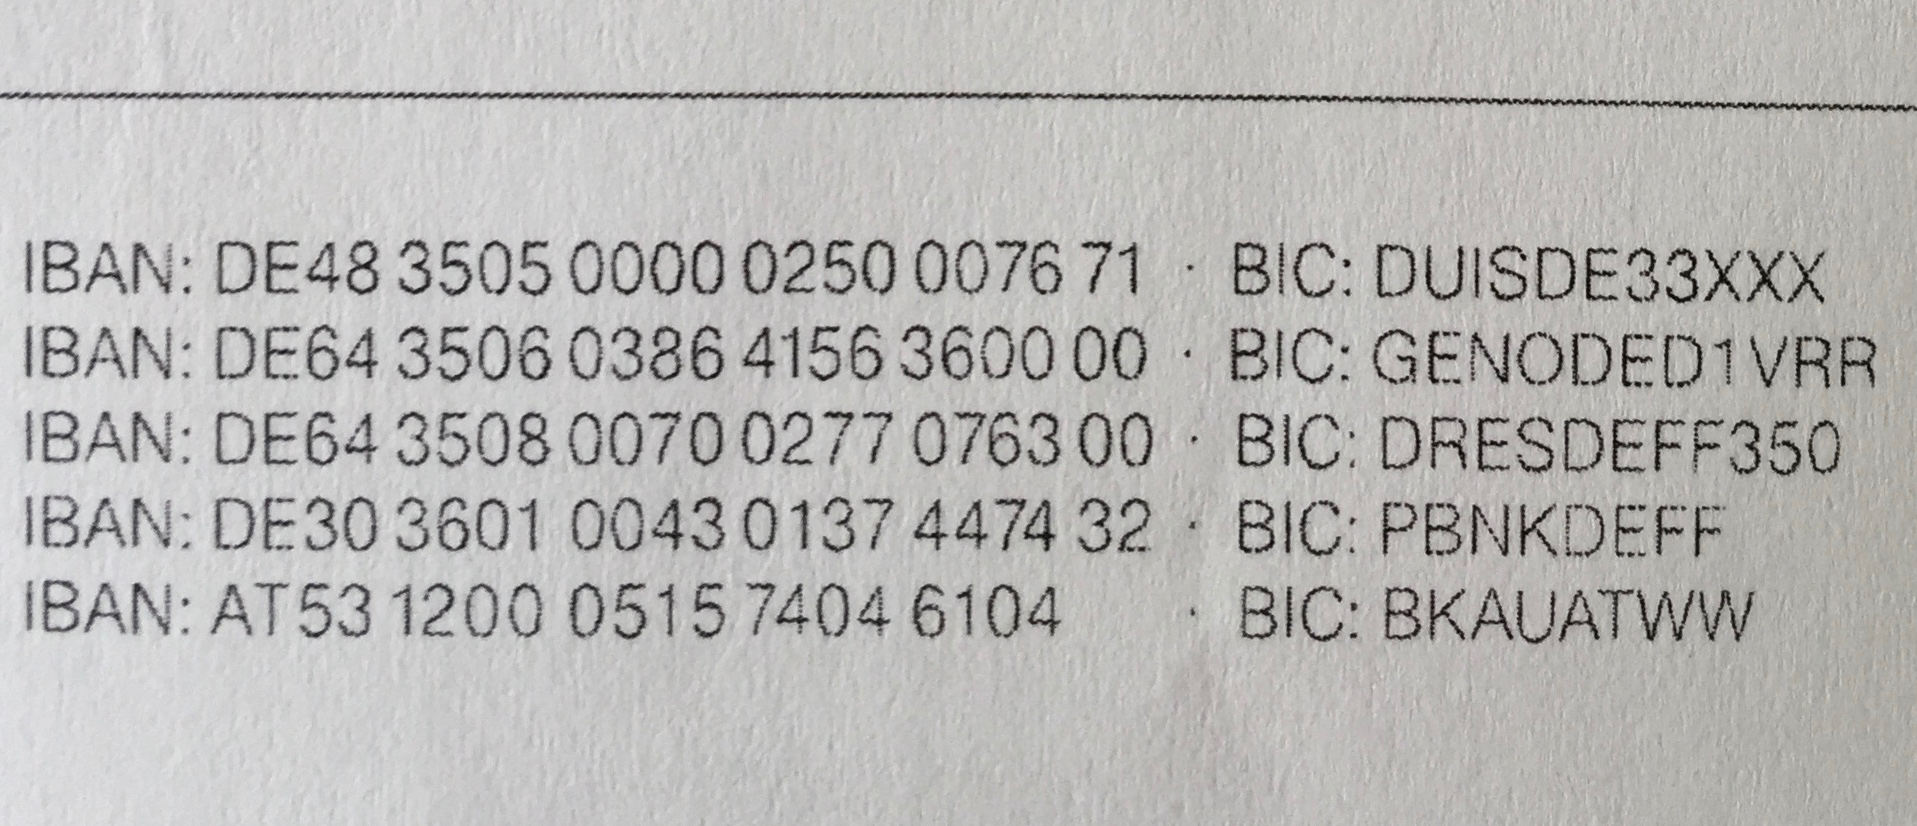 IBAN: DE48 3505 0000 0250 0076 71 · BIC: DUISDE33XXX
IBAN: DE64 3506 0386 4156 3600 00 · BIC: GENODED1VRR
IBAN: DE64 3508 0070 0277 0763 00 · BIC: DRESDEFF350
IBAN: DE30 3601 0043 0137 4474 32 · BIC: PBNKDEFF
IBAN: AT53 1200 0515 7404 6104 · BIC: BKAUATWW